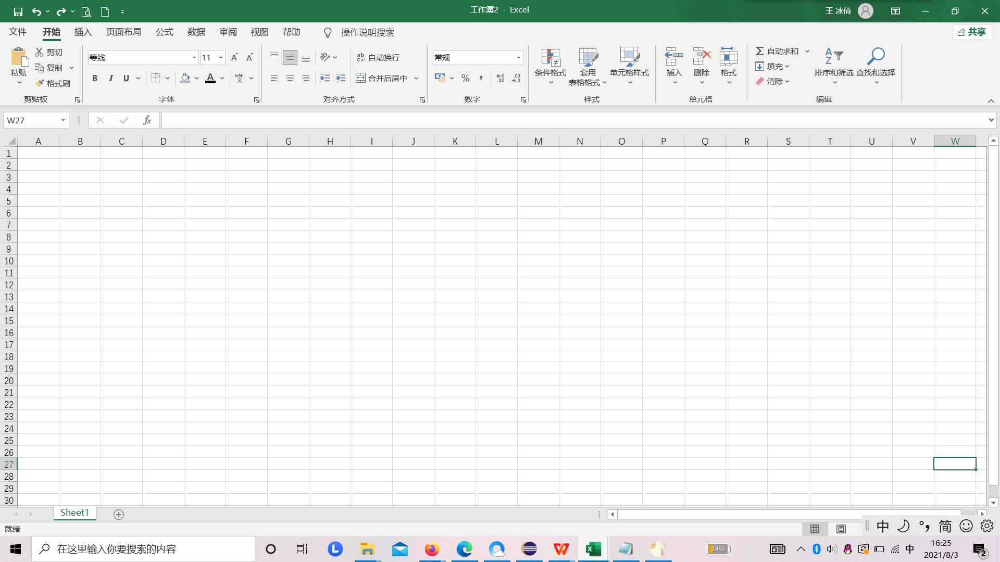 工作簿2 - Excel
王 冰倩
文件 开始 插入 页面布局 公式 数据 审阅 视图 帮助 操作说明搜索 共享
粘贴 剪切 复制 格式刷 剪贴板
等线 11 B I U A wén 文 字体
自动换行 合并后居中 对齐方式
常规 % 数字
条件格式 套用 表格格式 单元格样式 样式
插入 删除 格式 单元格
自动求和 填充 清除 排序和筛选 查找和选择 编辑
W27 fx
A B C D E F G H I J K L M N O P Q R S T U V W
1
2
3
4
5
6
7
8
9
10
11
12
13
14
15
16
17
18
19
20
21
22
23
24
25
26
27
28
29
30
Sheet1
就绪
中 简
在这里输入你要搜索的内容
24%
中
16:25
2021/8/3
2